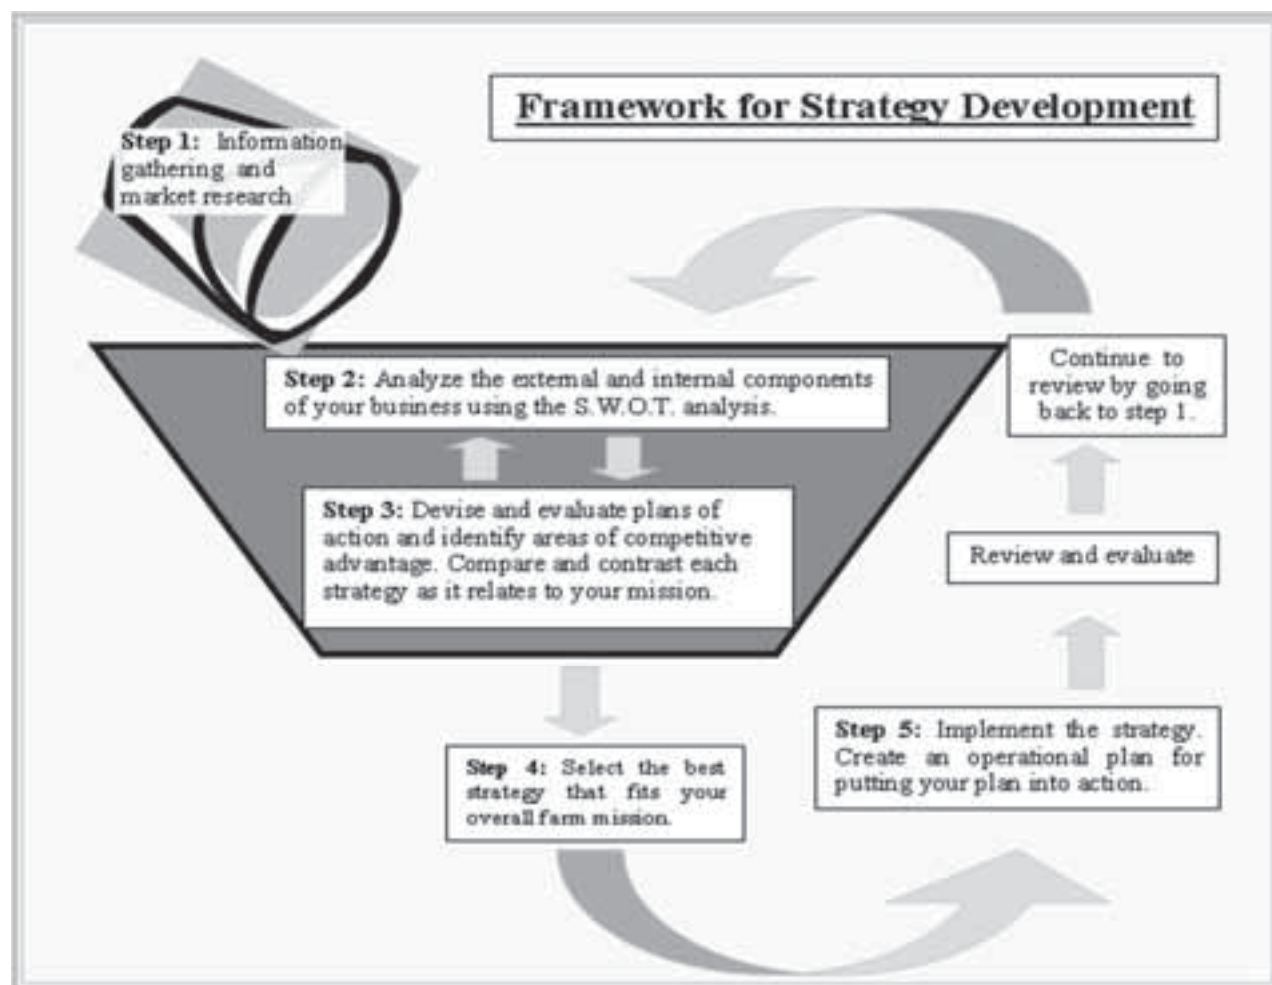 Framework for Strategy Development
Step 1: Information
gathering and
market research
Step 2: Analyze the external and internal components
of your business using the S.W.O.T. analysis.
Step 3: Devise and evaluate plans of
action and identify areas of competitive
advantage. Compare and contrast each
strategy as it relates to your mission.
Step 4: Select the best
strategy that fits your
overall farm mission.
Step 5: Implement the strategy.
Create an operational plan for
putting your plan into action.
Review and evaluate
Continue to
review by going
back to step 1.